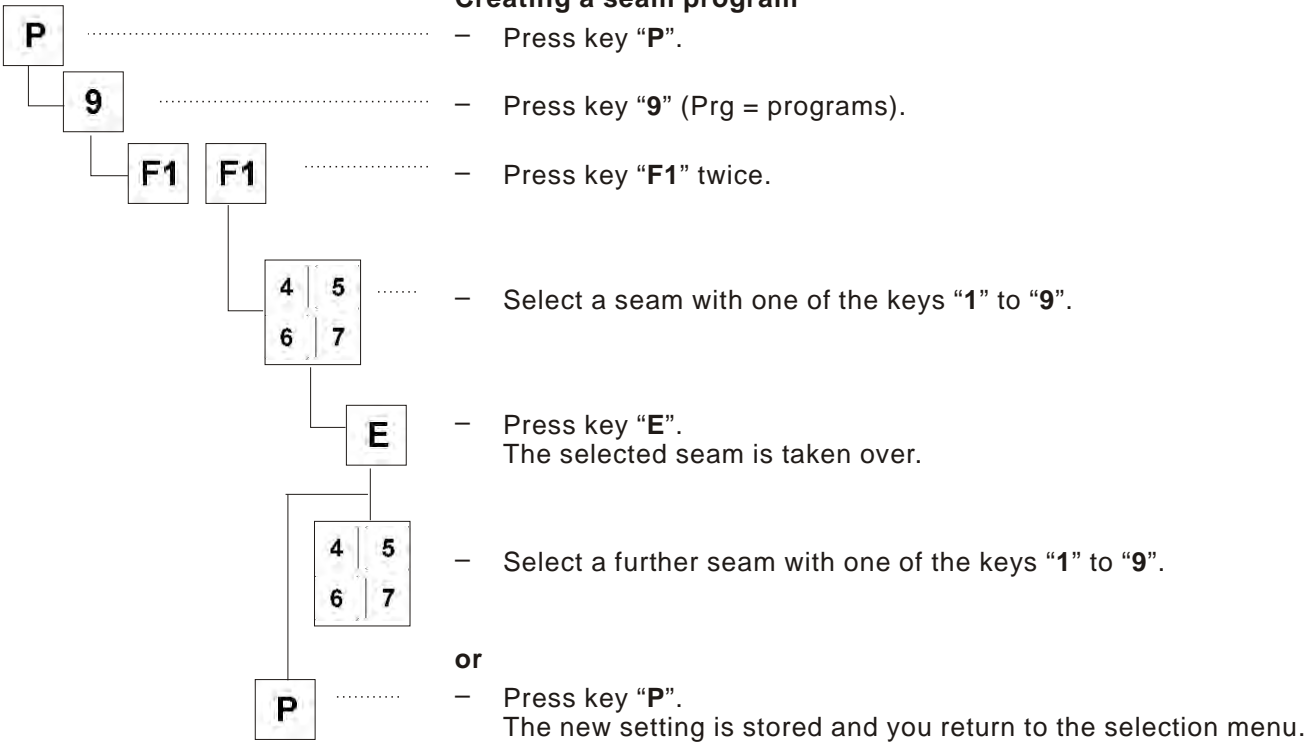 Creating a seam program
P – Press key “P”.
9 – Press key “9” (Prg = programs).
F1 F1 – Press key “F1” twice.
4 5
6 7
– Select a seam with one of the keys “1” to “9”.
E – Press key “E”.
The selected seam is taken over.
4 5
6 7
– Select a further seam with one of the keys “1” to “9”.
or
P – Press key “P”.
The new setting is stored and you return to the selection menu.